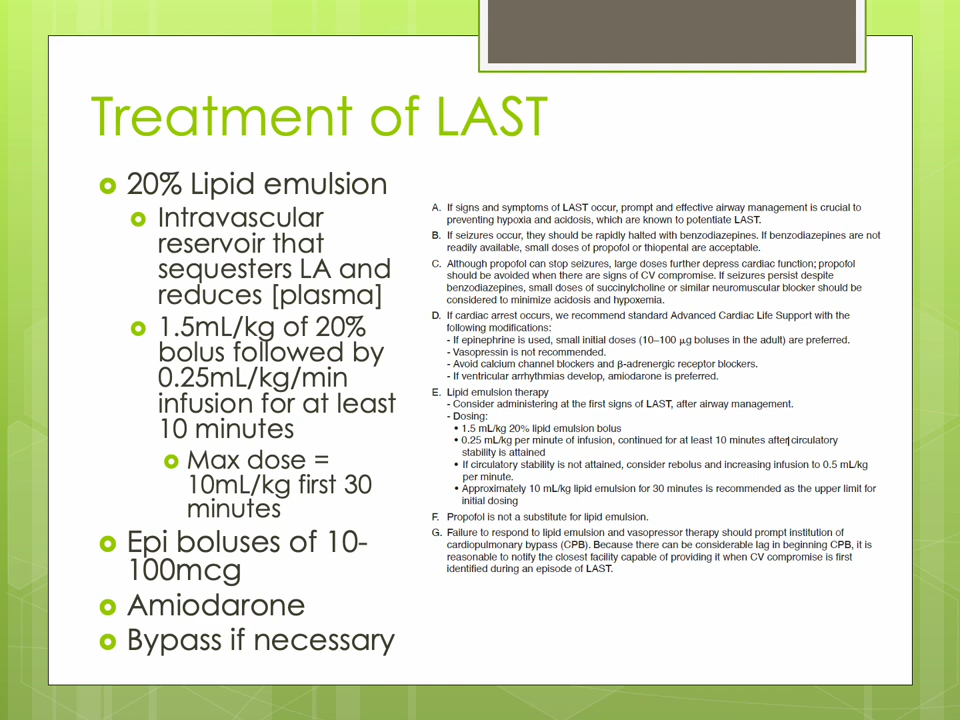 Treatment of LAST
20% Lipid emulsion
Intravascular
reservoir that
sequesters LA and
reduces [plasma]
1.5mL/kg of 20%
bolus followed by
0.25mL/kg/min
infusion for at least
10 minutes
Max dose =
10mL/kg first 30
minutes
Epi boluses of 10-
100mcg
Amiodarone
Bypass if necessary
A. If signs and symptoms of LAST occur, prompt and effective airway management is crucial to
preventing hypoxia and acidosis, which are known to potentiate LAST.
B. If seizures occur, they should be rapidly halted with benzodiazepines. If benzodiazepines are not
readily available, small doses of propofol or thiopental are acceptable.
C. Although propofol can stop seizures, large doses further depress cardiac function; propofol
should be avoided when there are signs of CV compromise. If seizures persist despite
benzodiazepines, small doses of succinylcholine or similar neuromuscular blocker should be
considered to minimize acidosis and hypoxemia.
D. If cardiac arrest occurs, we recommend standard Advanced Cardiac Life Support with the
following modifications:
- If epinephrine is used, small initial doses (10–100 µg boluses in the adult) are preferred.
- Vasopressin is not recommended.
- Avoid calcium channel blockers and β-adrenergic receptor blockers.
- If ventricular arrhythmias develop, amiodarone is preferred.
E. Lipid emulsion therapy
- Consider administering at the first signs of LAST, after airway management.
- Dosing:
• 1.5 mL/kg 20% lipid emulsion bolus
• 0.25 mL/kg per minute of infusion, continued for at least 10 minutes after circulatory
stability is attained
• If circulatory stability is not attained, consider rebolus and increasing infusion to 0.5 mL/kg
per minute.
• Approximately 10 mL/kg lipid emulsion for 30 minutes is recommended as the upper limit for
initial dosing
F. Propofol is not a substitute for lipid emulsion.
G. Failure to respond to lipid emulsion and vasopressor therapy should prompt institution of
cardiopulmonary bypass (CPB). Because there can be considerable lag in beginning CPB, it is
reasonable to notify the closest facility capable of providing it when CV compromise is first
identified during an episode of LAST.